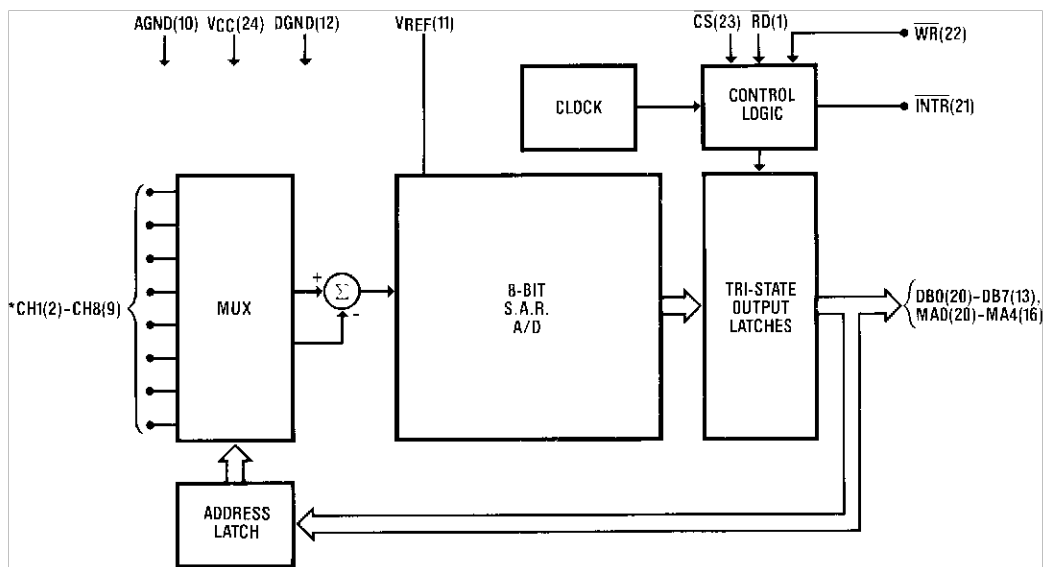 AGND(10) VCC(24) DGND(12) VREF(11) CS(23) RD(1)
WR(22)
CLOCK
CONTROL
LOGIC
INTR(21)
*CH1(2)-CH8(9)
MUX
+
Σ
-
8-BIT
S.A.R.
A/D
TRI-STATE
OUTPUT
LATCHES
DB0(20)-DB7(13),
MAD(20)-MA4(16)
ADDRESS
LATCH